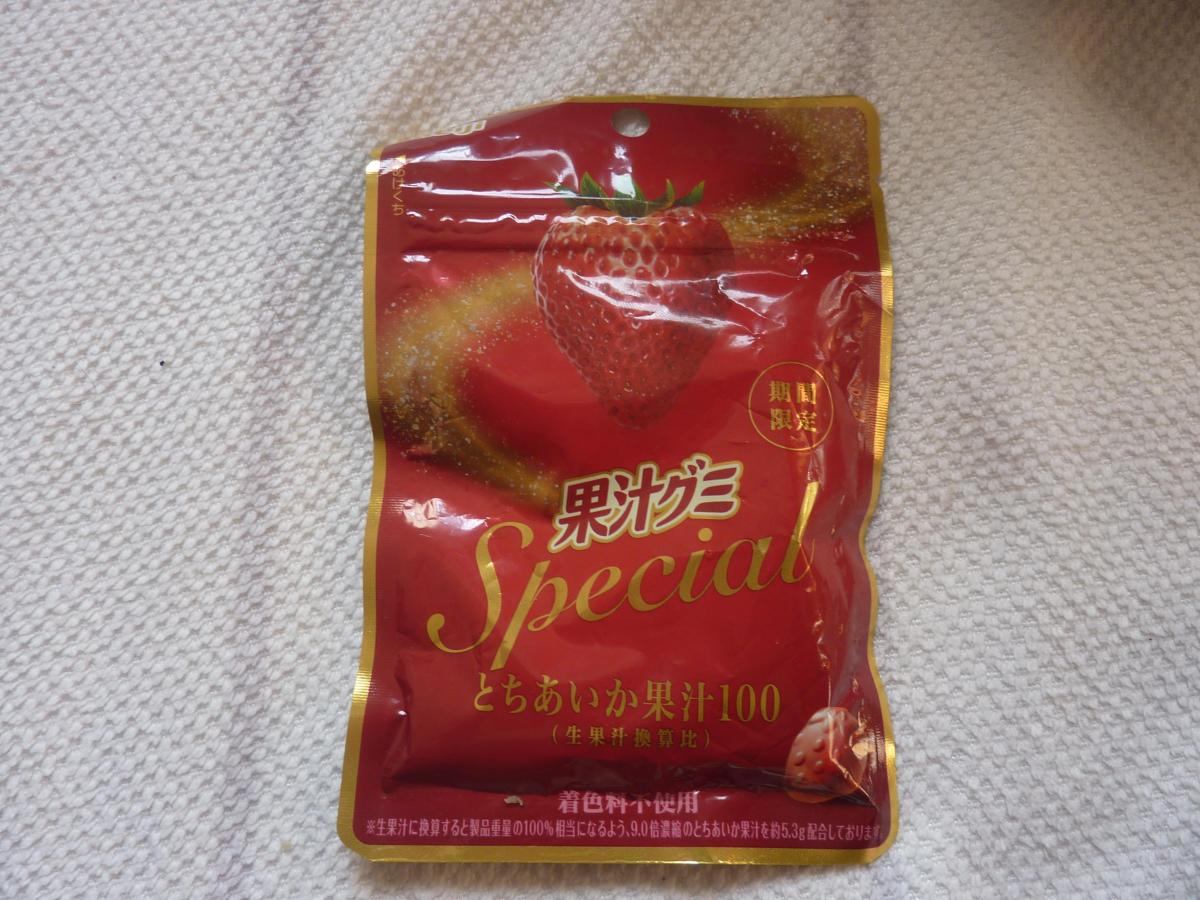 あけくち
期間
限定
果汁グミ
Special
とちあいか果汁100
(生果汁換算比)
着色料不使用
※生果汁に換算すると製品重量の100%相当になるよう、9.0倍濃縮のとちあいか果汁を約5.3g配合しております。